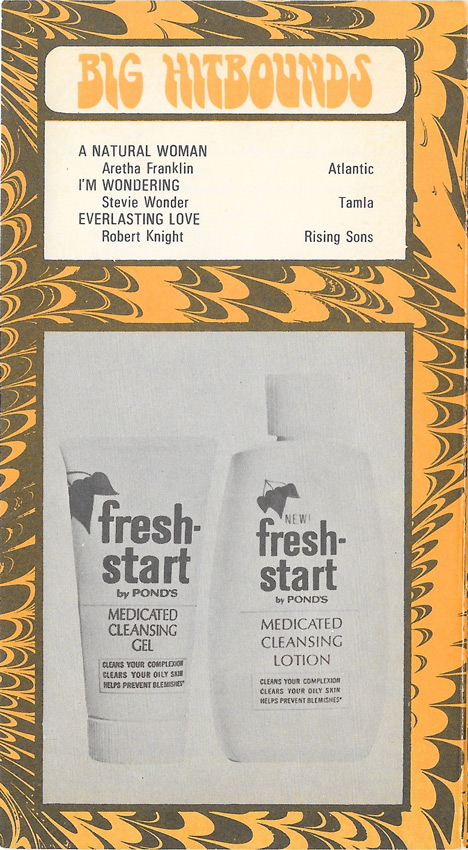 BIG HITBOUNDS
A NATURAL WOMAN
Aretha Franklin Atlantic
I'M WONDERING
Stevie Wonder Tamla
EVERLASTING LOVE
Robert Knight Rising Sons
fresh-
start
by POND'S
MEDICATED
CLEANSING
GEL
CLEANS YOUR COMPLEXION
CLEARS YOUR OILY SKIN
HELPS PREVENT BLEMISHES*
NEW!
fresh-
start
by POND'S
MEDICATED
CLEANSING
LOTION
CLEANS YOUR COMPLEXION
CLEARS YOUR OILY SKIN
HELPS PREVENT BLEMISHES*